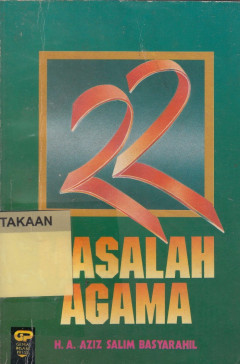 22
TAKAAN
ASALAH
AGAMA
H. A. AZIZ SALIM BASYARAHIL